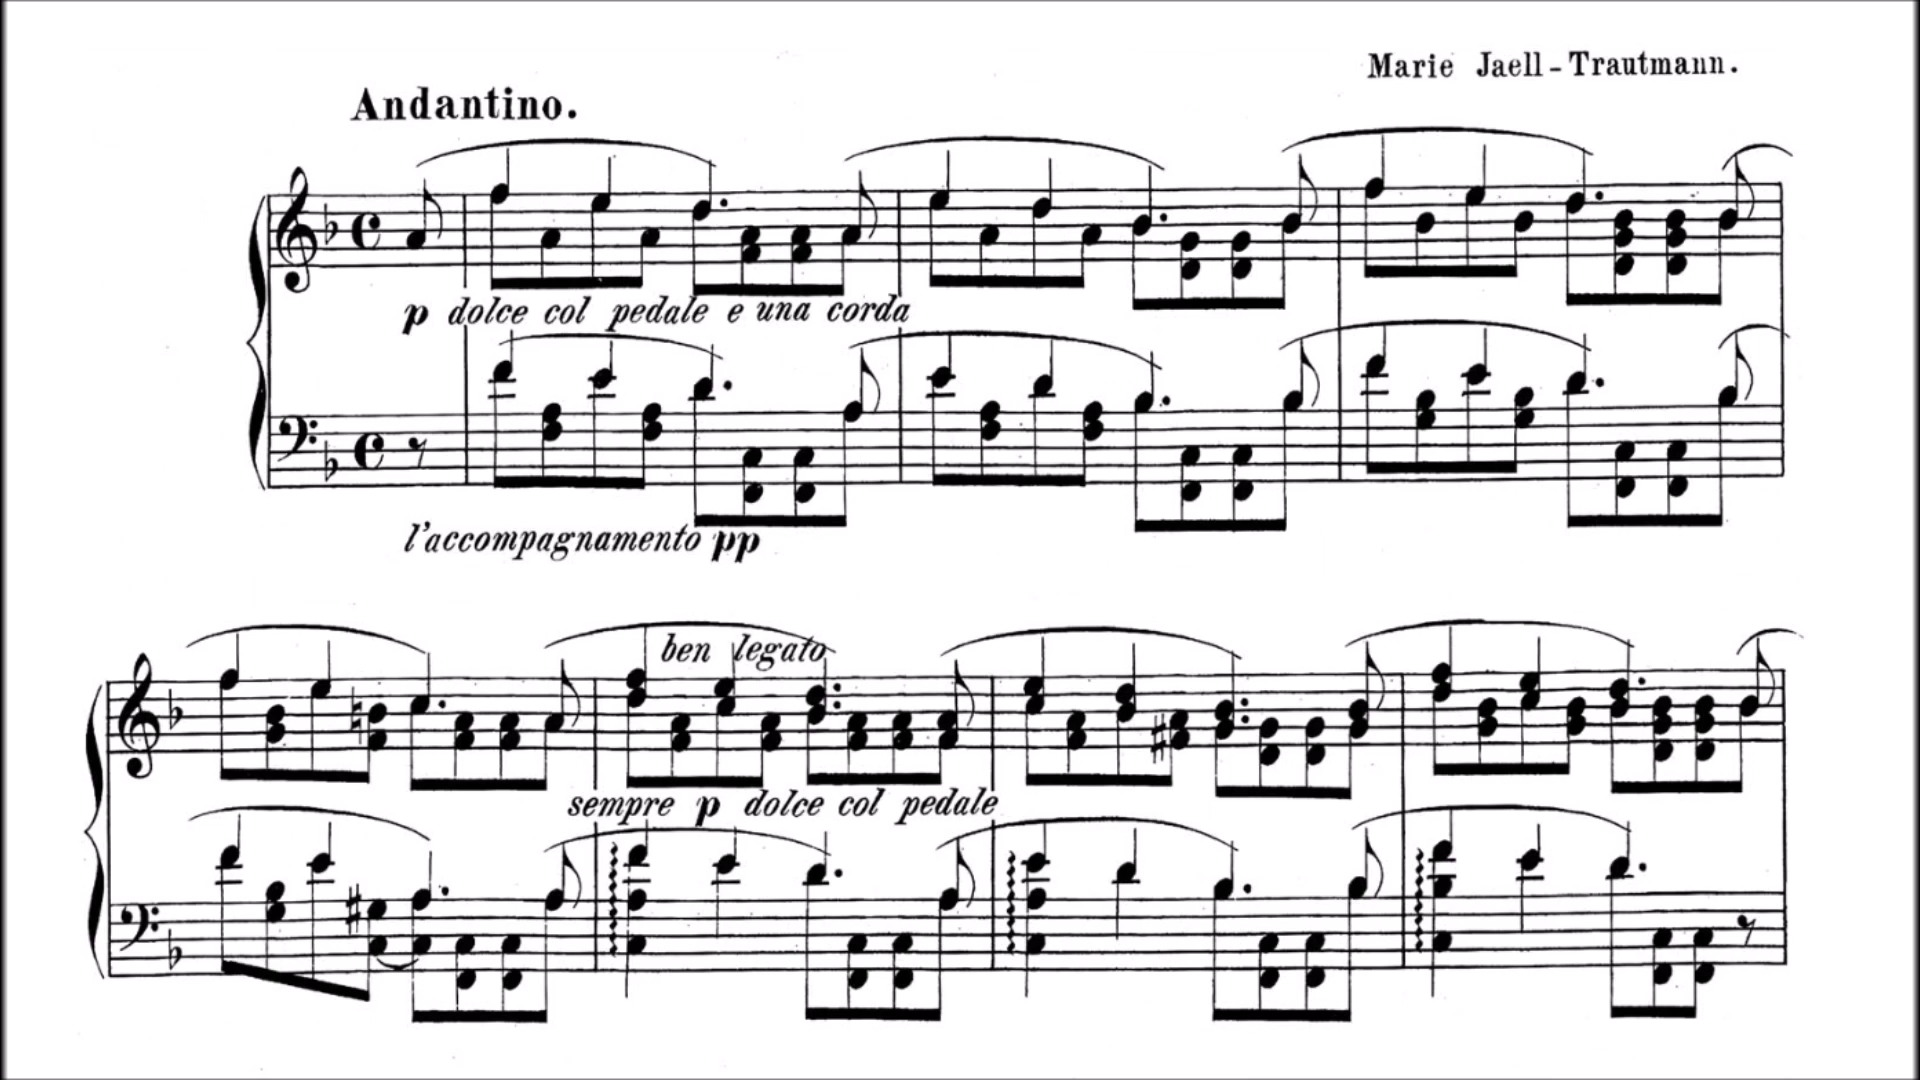 Marie Jaell-Trautmann.
Andantino.
p dolce col pedale e una corda
l'accompagnamento pp
ben legato
sempre p dolce col pedale